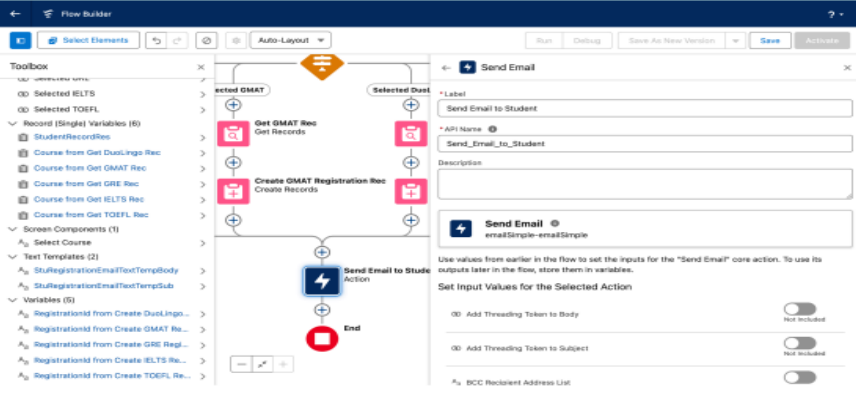 Flow Builder
?
Select Elements
Auto-Layout
Run
Debug
Save As New Version
Save
Activate
Toolbox
Selected GRE
Selected IELTS
Selected TOEFL
Record (Single) Variables (6)
StudentRecordRes
Course from Get DuoLingo Rec
Course from Get GMAT Rec
Course from Get GRE Rec
Course from Get IELTS Rec
Course from Get TOEFL Rec
Screen Components (1)
Select Course
Text Templates (2)
StuRegistrationEmailTextTempBody
StuRegistrationEmailTextTempSub
Variables (5)
RegistrationId from Create DuoLingo...
RegistrationId from Create GMAT Re...
RegistrationId from Create GRE Regi...
RegistrationId from Create IELTS Re...
RegistrationId from Create TOEFL Re...
ected GMAT
Selected DuoL
Get GMAT Rec
Get Records
Create GMAT Registration Rec
Create Records
Send Email to Stude
Action
End
Send Email
*Label
Send Email to Student
*API Name
Send_Email_to_Student
Description
Send Email
emailSimple-emailSimple
Use values from earlier in the flow to set the inputs for the "Send Email" core action. To use its
outputs later in the flow, store them in variables.
Set Input Values for the Selected Action
Add Threading Token to Body
Not Included
Add Threading Token to Subject
Not Included
BCC Recipient Address List